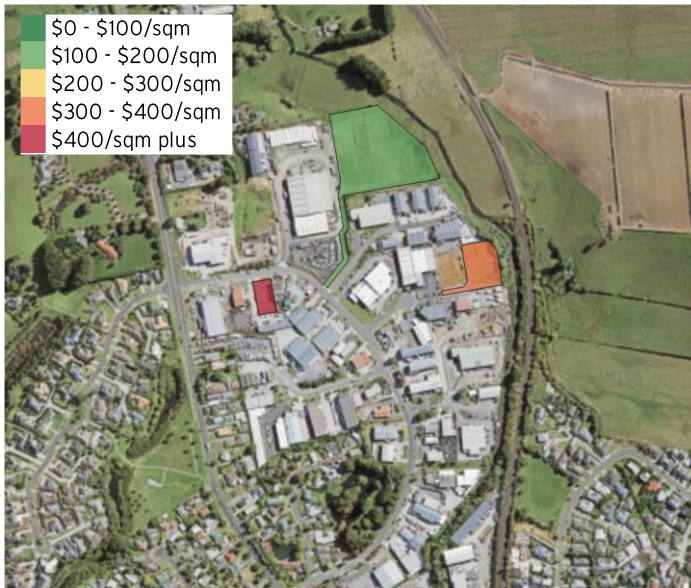 $0 - $100/sqm
$100 - $200/sqm
$200 - $300/sqm
$300 - $400/sqm
$400/sqm plus